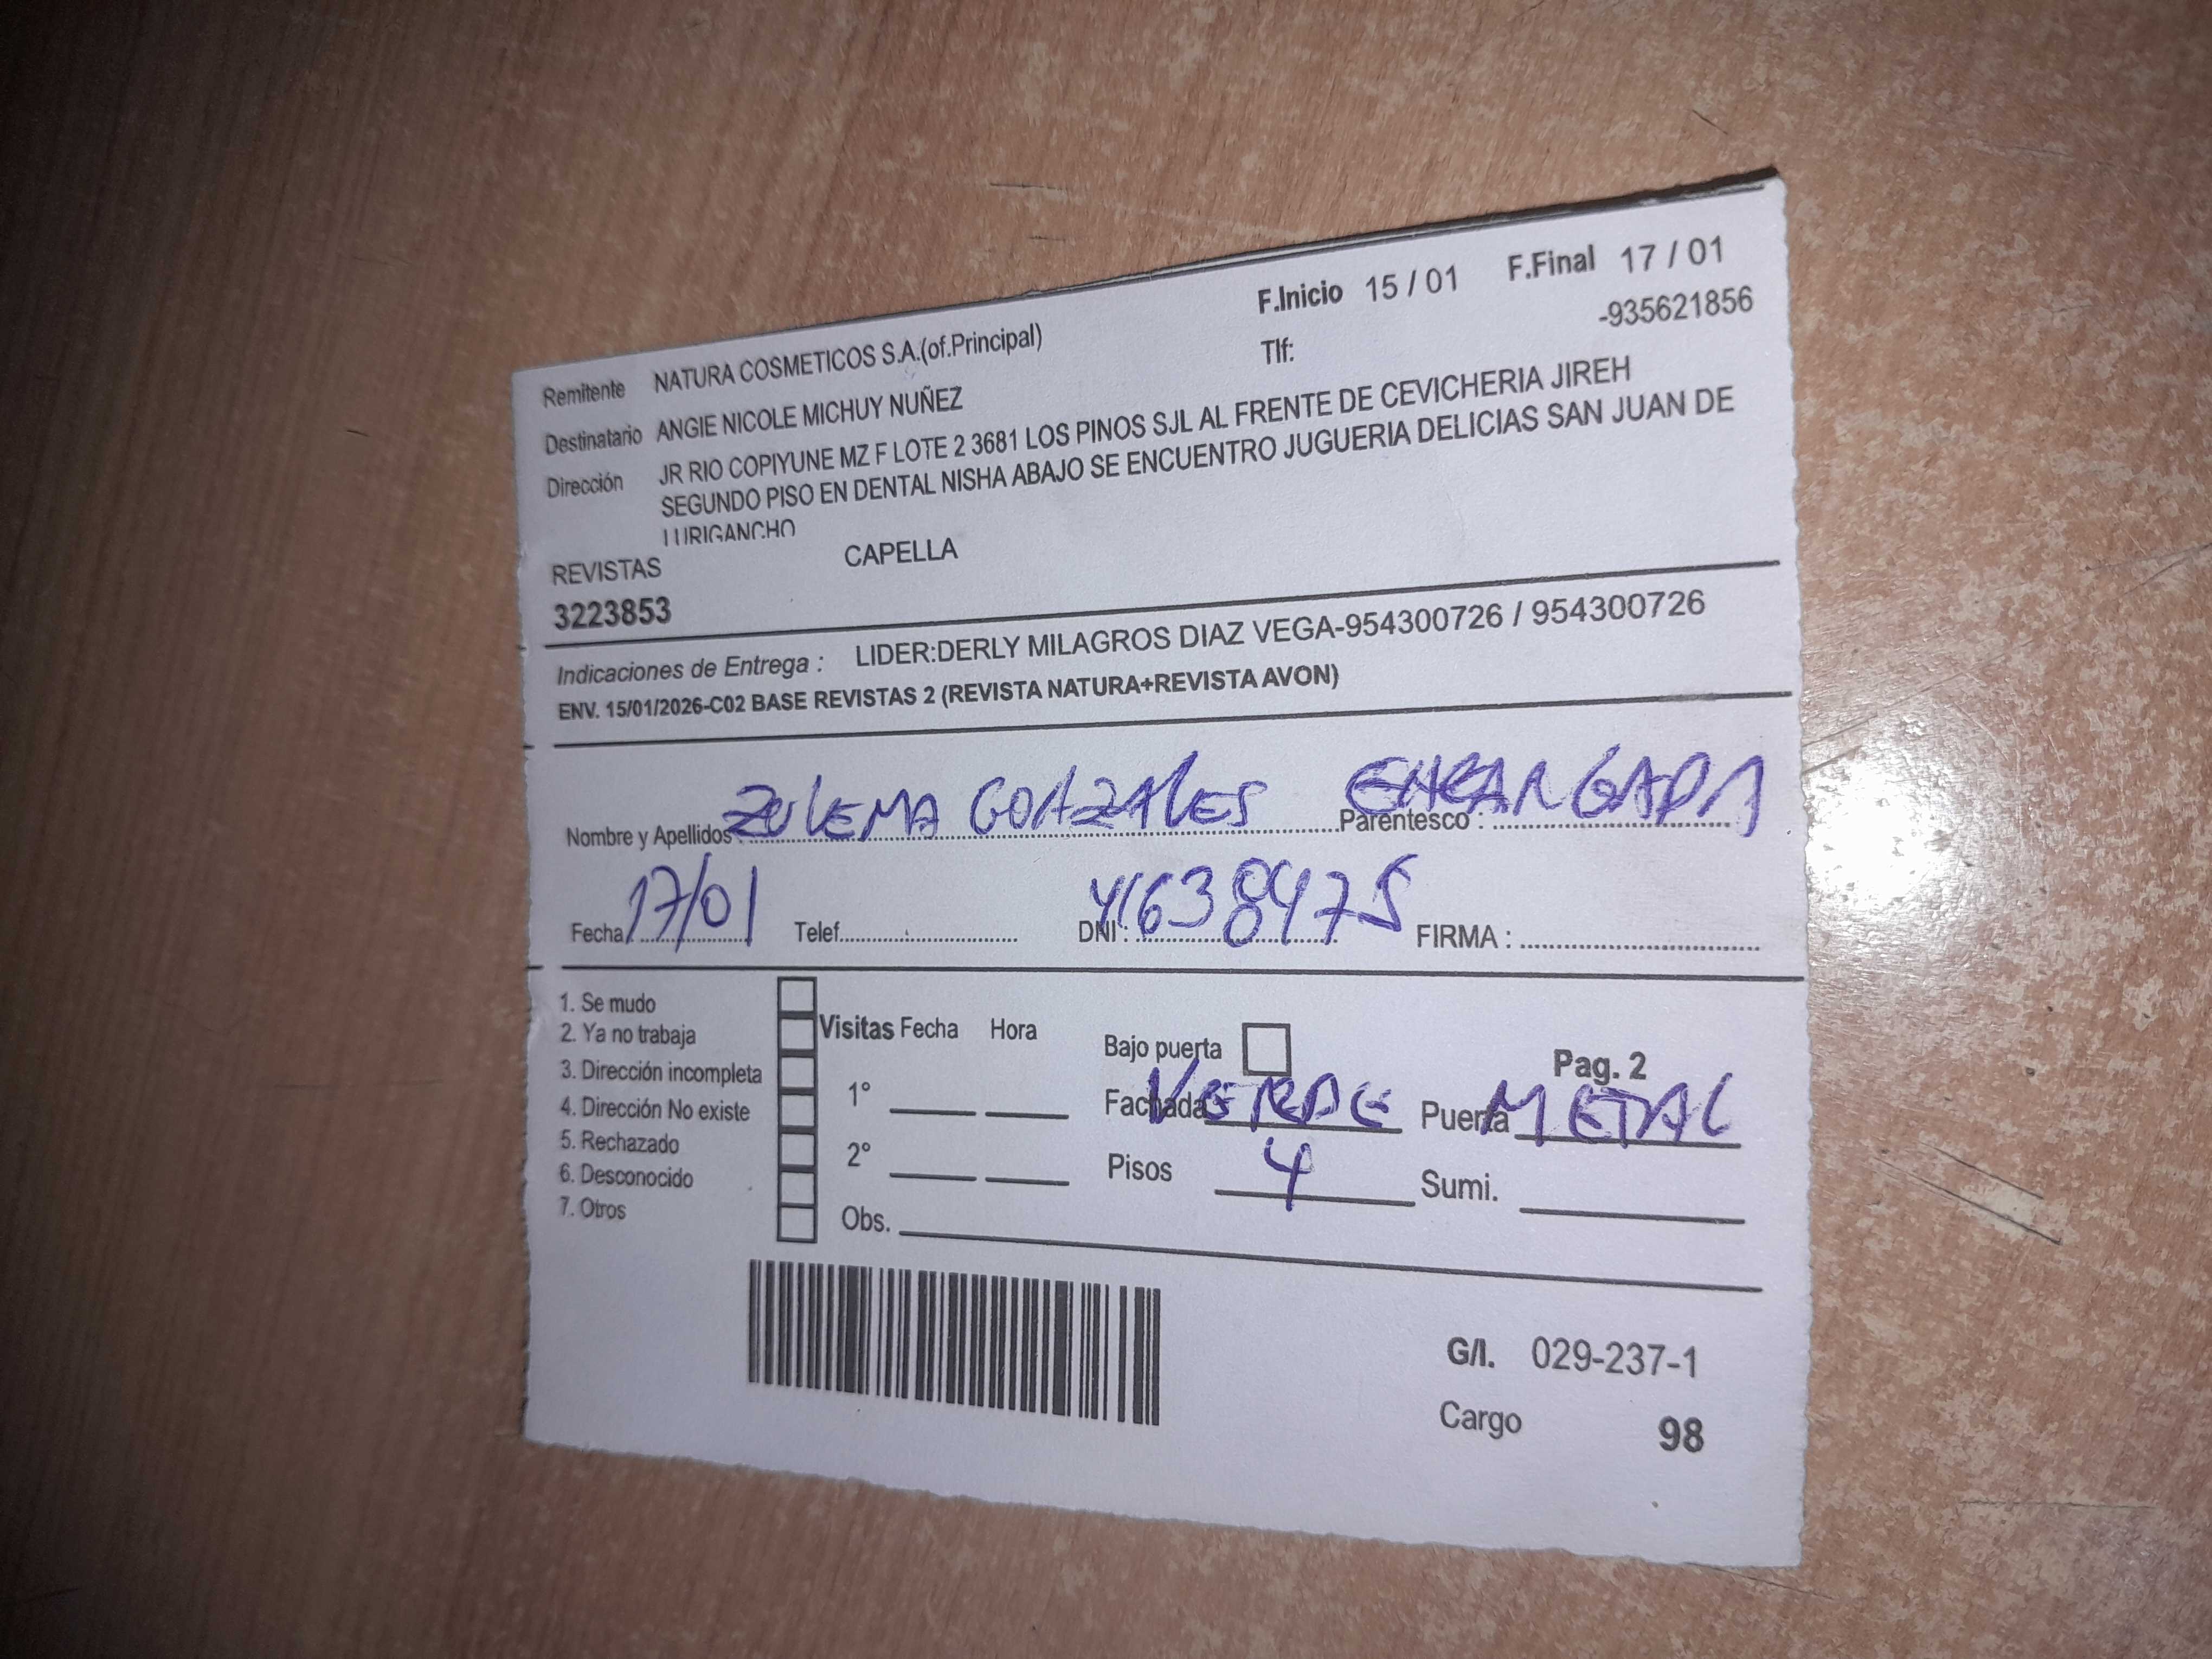 F.Inicio 15 / 01 F.Final 17 / 01
Remitente NATURA COSMETICOS S.A.(of.Principal) Tlf: -935621856
Destinatario ANGIE NICOLE MICHUY NUÑEZ
Dirección JR RIO COPIYUNE MZ F LOTE 2 3681 LOS PINOS SJL AL FRENTE DE CEVICHERIA JIREH
SEGUNDO PISO EN DENTAL NISHA ABAJO SE ENCUENTRO JUGUERIA DELICIAS SAN JUAN DE
LURIGANCHO
REVISTAS CAPELLA
3223853
Indicaciones de Entrega : LIDER:DERLY MILAGROS DIAZ VEGA-954300726 / 954300726
ENV. 15/01/2026-C02 BASE REVISTAS 2 (REVISTA NATURA+REVISTA AVON)
Nombre y Apellidos : ZULEMA GONZALES Parentesco : ENCARGADA
Fecha 17/01 Telef. DNI : 41638475 FIRMA :
1. Se mudo
2. Ya no trabaja
3. Dirección incompleta
4. Dirección No existe
5. Rechazado
6. Desconocido
7. Otros
Visitas Fecha Hora
1°
2°
Obs.
Bajo puerta Pag. 2
Fachada VERDE Puerta METAL
Pisos 4 Sumi.
G/I. 029-237-1
Cargo 98